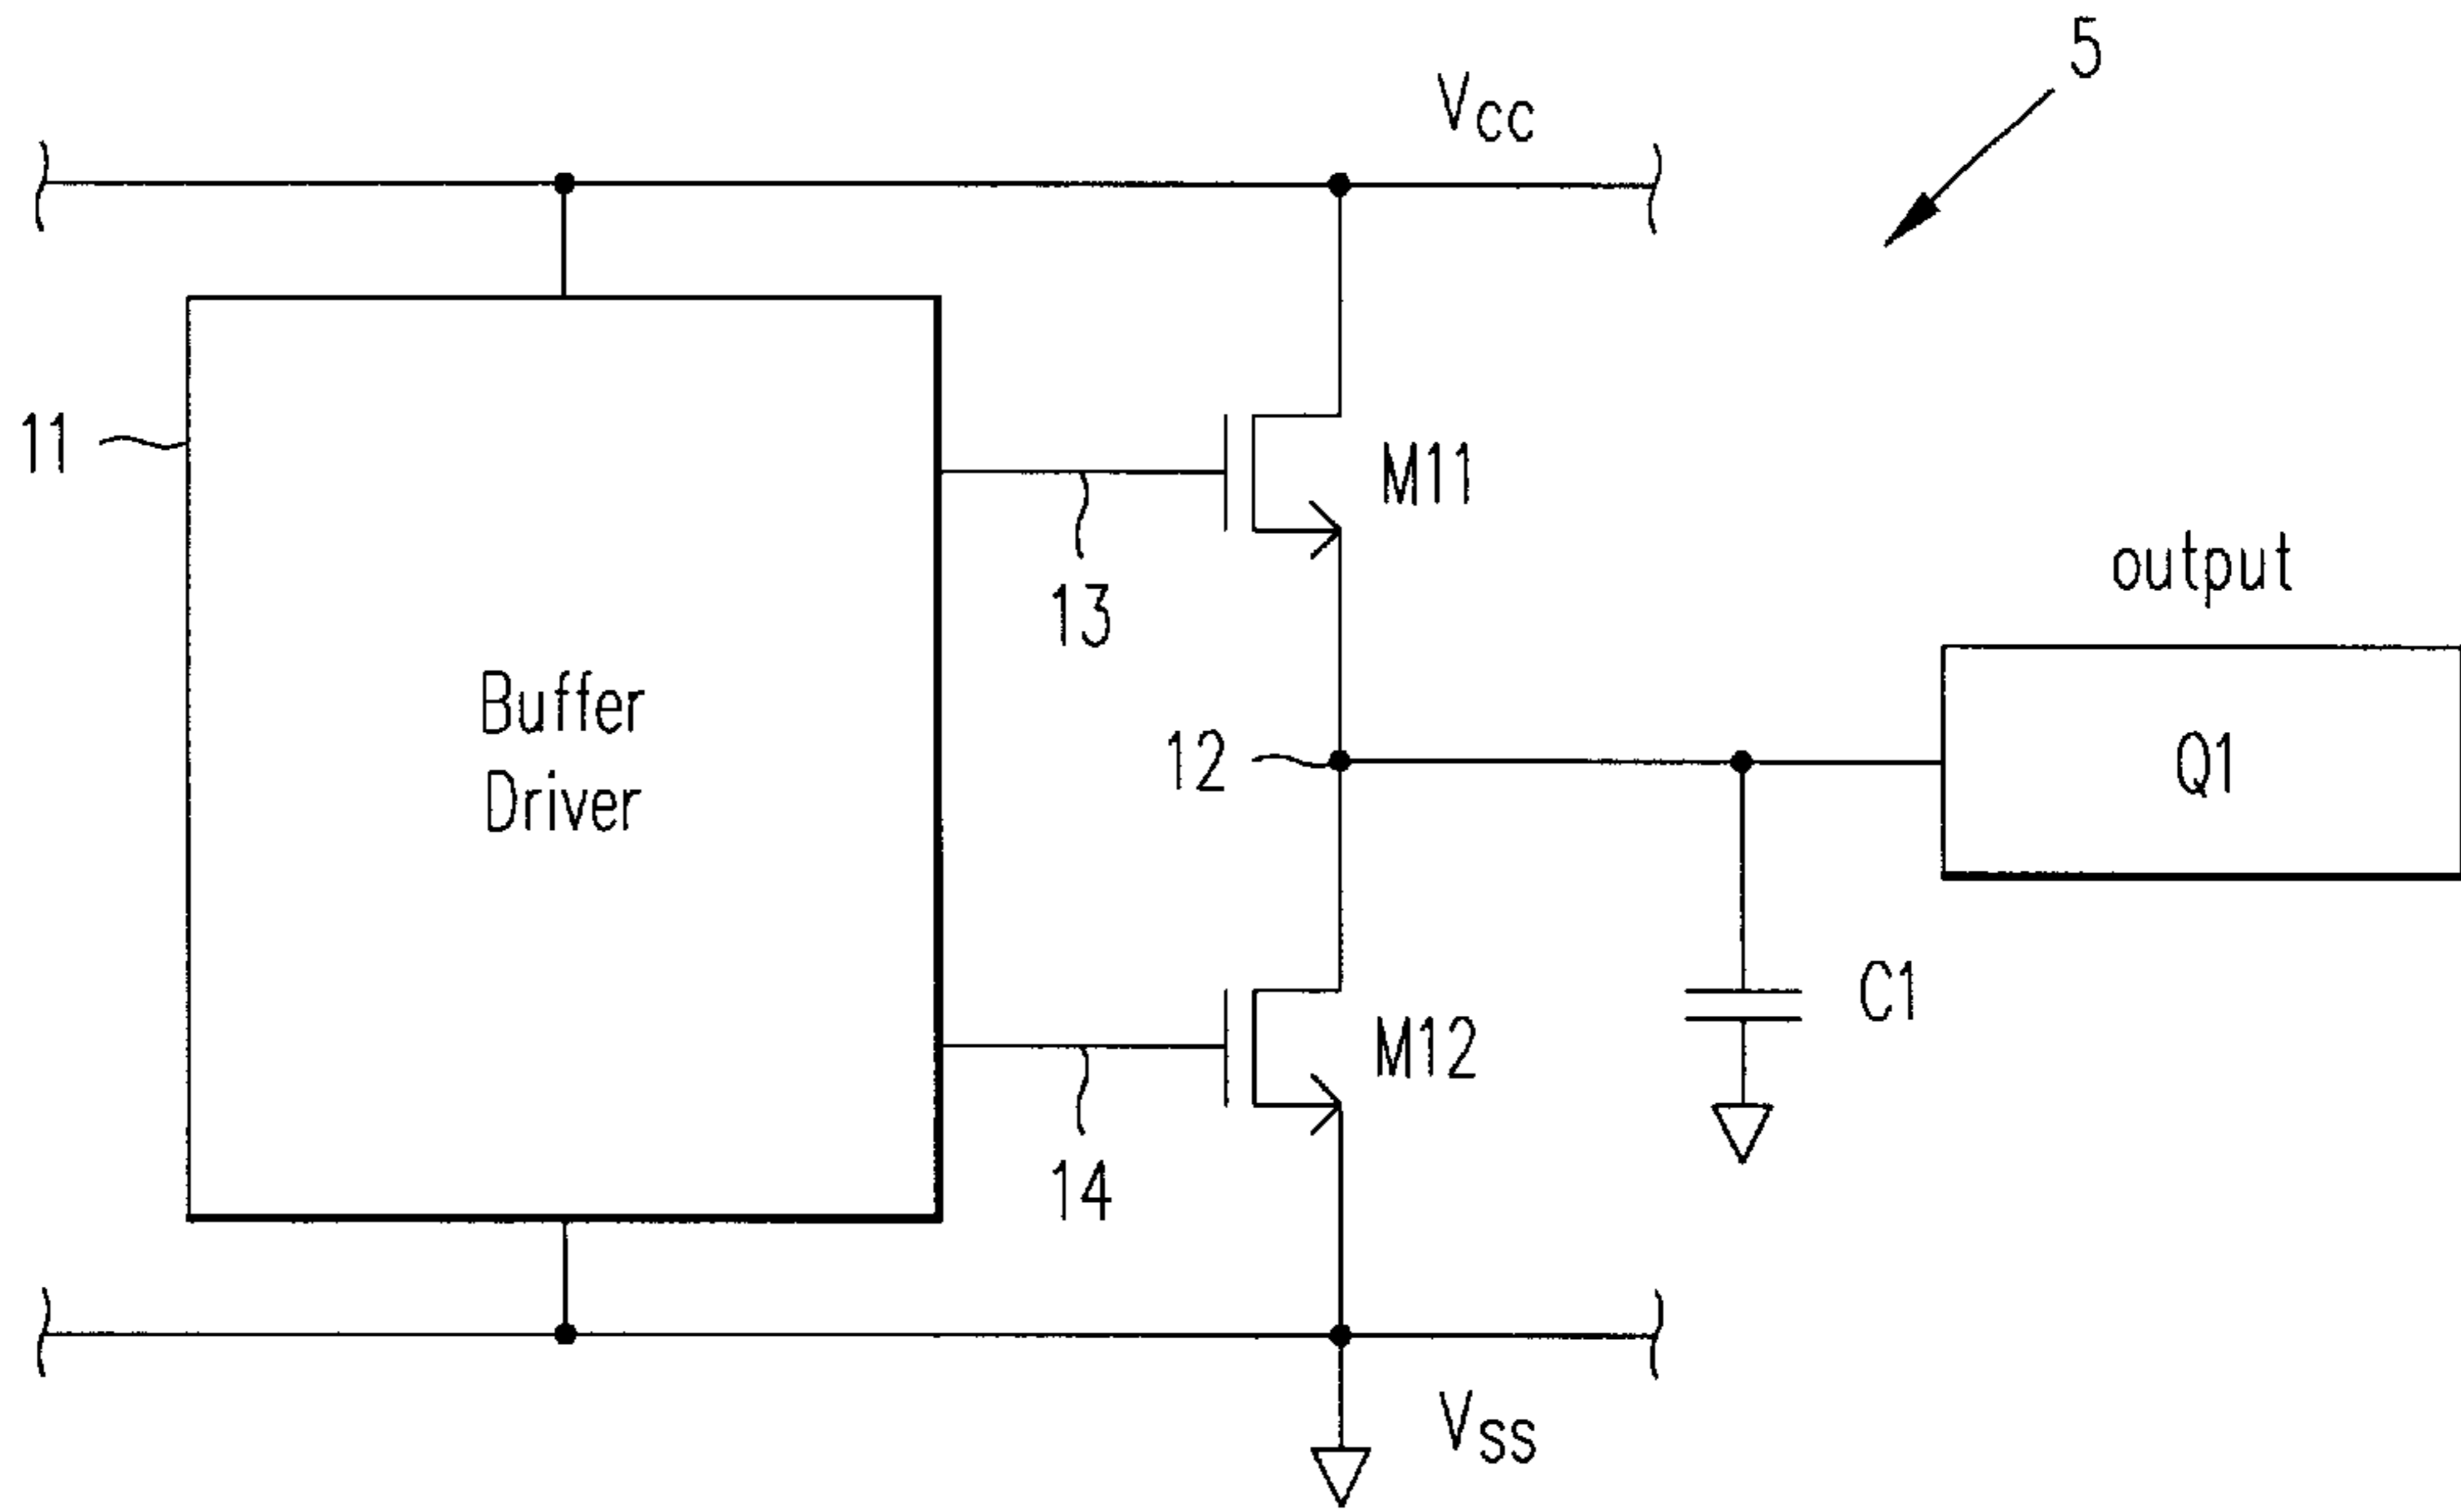 5
VCC
11
M11
13
output
Buffer
Driver
12
Q1
C1
M12
14
VSS